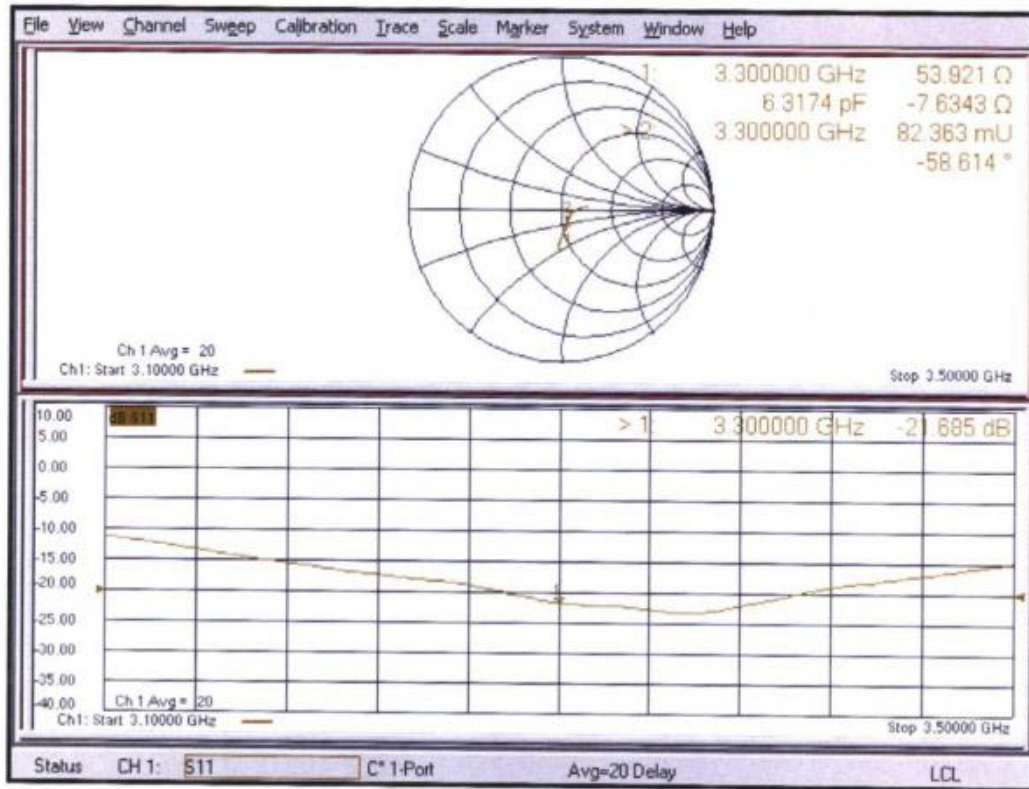 File View Channel Sweep Calibration Trace Scale Marker System Window Help
1: 3.300000 GHz 53.921 Ω
6.3174 pF -7.6343 Ω
> 2: 3.300000 GHz 82.363 mU
-58.614 °
Ch 1 Avg = 20
Ch1: Start 3.10000 GHz
Stop 3.50000 GHz
10.00
dB S11
> 1: 3.300000 GHz -21.685 dB
5.00
0.00
-5.00
-10.00
-15.00
-20.00
1
-25.00
-30.00
-35.00
-40.00
Ch 1 Avg = 20
Ch1: Start 3.10000 GHz
Stop 3.50000 GHz
Status CH 1: S11 C* 1-Port Avg=20 Delay LCL